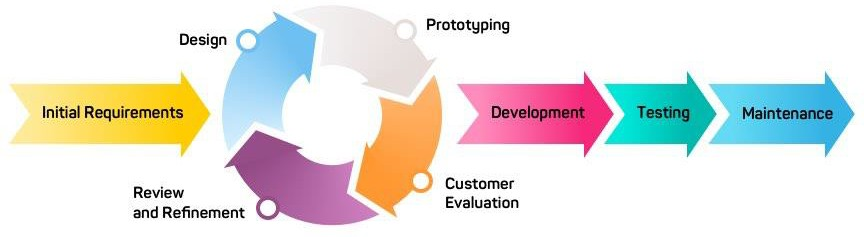 Initial Requirements
Design
Prototyping
Customer
Evaluation
Review
and Refinement
Development
Testing
Maintenance